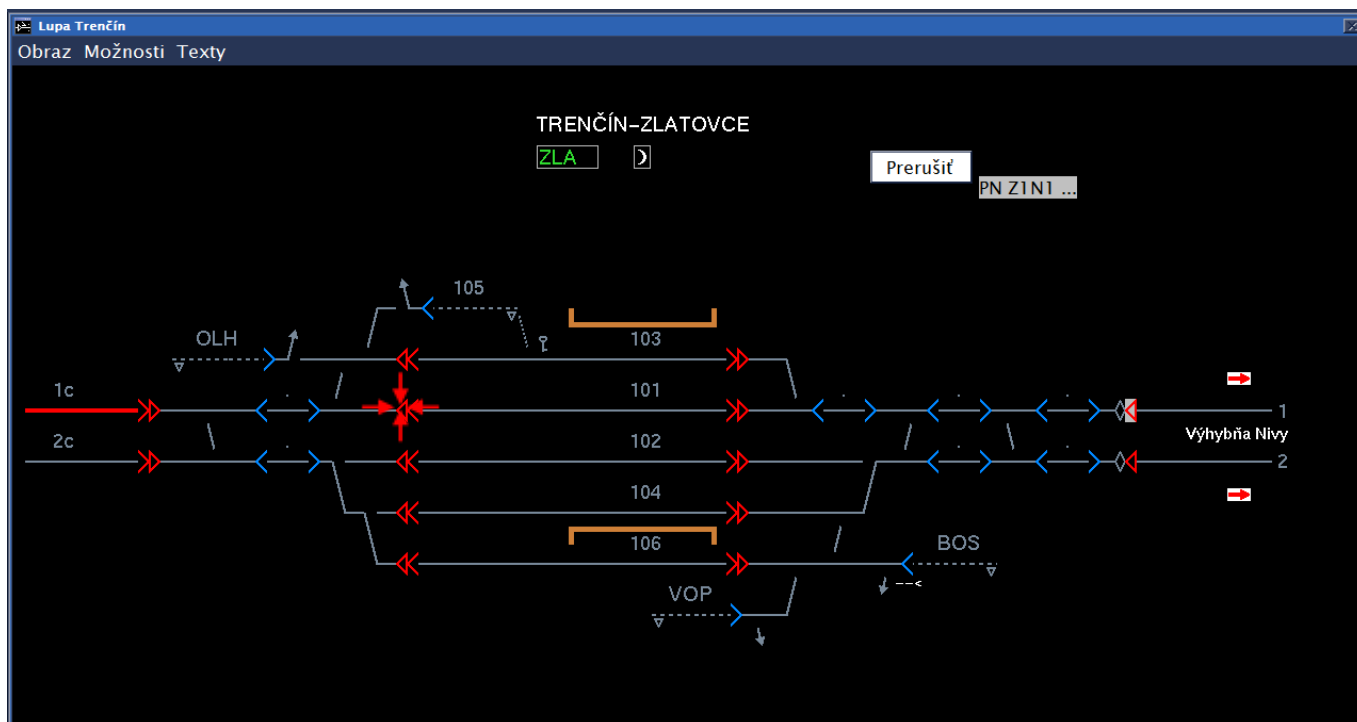 Lupa Trenčín
Obraz Možnosti Texty
TRENČÍN-ZLATOVCE
ZLA
Prerušiť
PN Z1N1 ...
105
OLH
103
1c
101
1
Výhybňa Nivy
2c
102
2
104
106
BOS
VOP